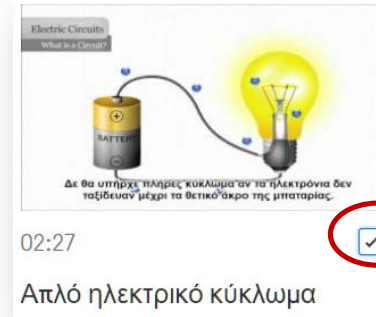 Electric Circuits
What is a Circuit?
BATTERY
Δε θα υπήρχε πλήρες κύκλωμα αν τα ηλεκτρόνια δεν
ταξίδευαν μέχρι τα θετικό άκρο της μπαταρίας.
02:27
Απλό ηλεκτρικό κύκλωμα